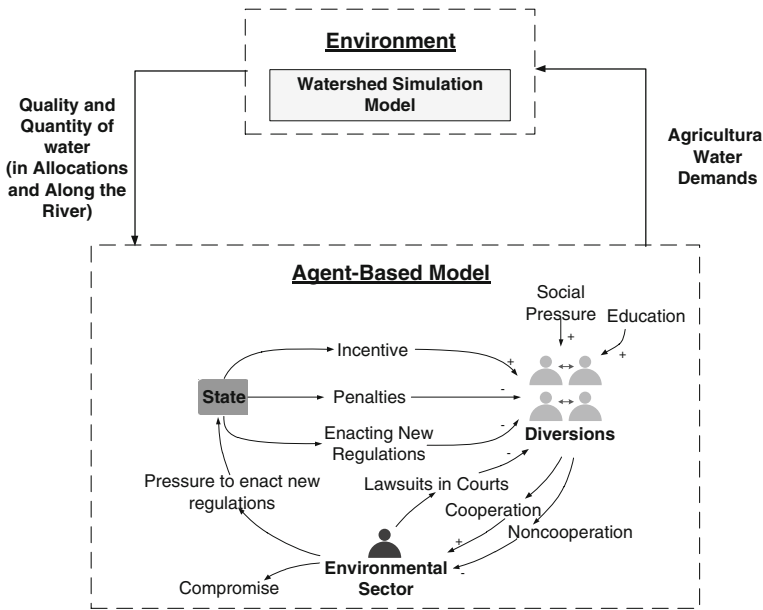 Environment
Watershed Simulation
Model
Quality and
Quantity of
water
(in Allocations
and Along the
River)
Agricultura
Water
Demands
Agent-Based Model
Social
Pressure
Education
+
+
Incentive
+
State
Penalties
-
Enacting New
Regulations
-
Diversions
Pressure to enact new
regulations
Lawsuits in Courts
-
Cooperation
Noncooperation
+
-
Environmental
Sector
Compromise